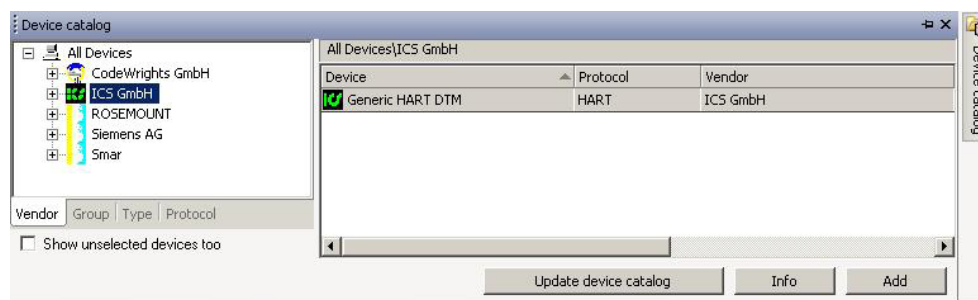 Device catalog
All Devices
CodeWrights GmbH
ICS GmbH
ROSEMOUNT
Siemens AG
Smar
Vendor Group Type Protocol
Show unselected devices too
All Devices\ICS GmbH
Device Protocol Vendor
Generic HART DTM HART ICS GmbH
Update device catalog Info Add
Device catalog